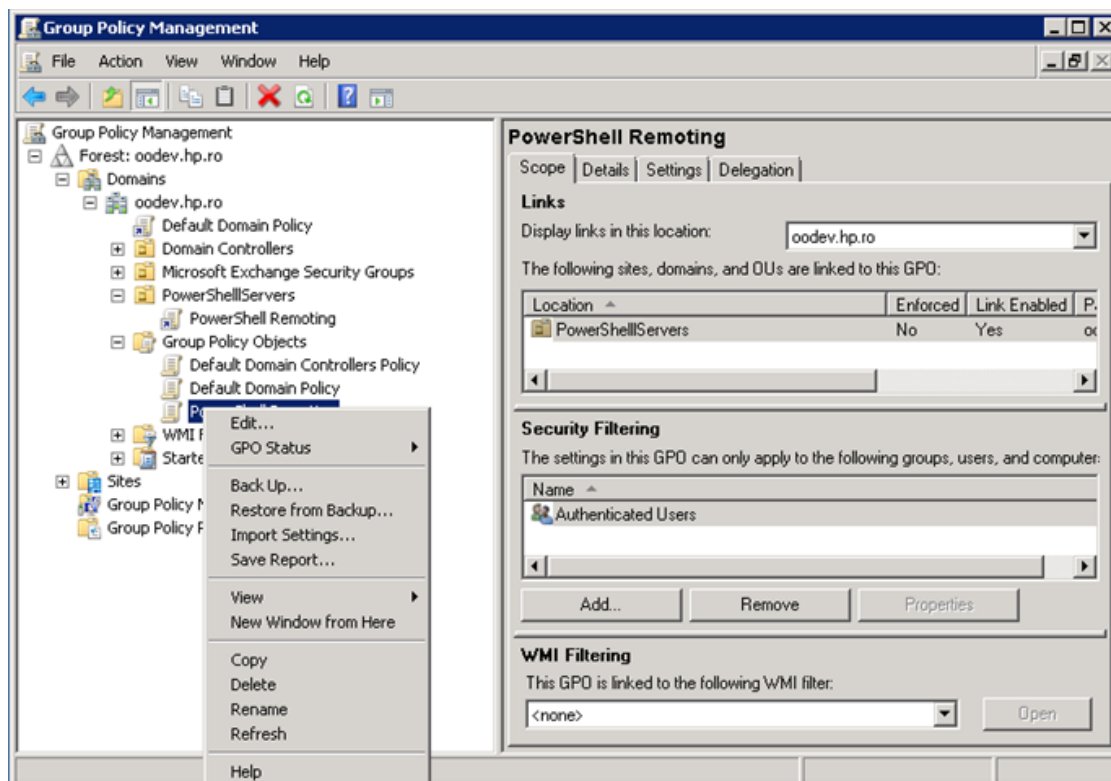 Group Policy Management
File Action View Window Help
Group Policy Management
Forest: oodev.hp.ro
Domains
oodev.hp.ro
Default Domain Policy
Domain Controllers
Microsoft Exchange Security Groups
PowerShellServers
PowerShell Remoting
Group Policy Objects
Default Domain Controllers Policy
Default Domain Policy
WMI F
Starte
Sites
Group Policy
Group Policy
Edit...
GPO Status
Back Up...
Restore from Backup...
Import Settings...
Save Report...
View
New Window from Here
Copy
Delete
Rename
Refresh
Help
PowerShell Remoting
Scope Details Settings Delegation
Links
Display links in this location: oodev.hp.ro
The following sites, domains, and OUs are linked to this GPO:
Location Enforced Link Enabled P
PowerShellServers No Yes
Security Filtering
The settings in this GPO can only apply to the following groups, users, and computer
Name
Authenticated Users
Add... Remove Properties
WMI Filtering
This GPO is linked to the following WMI filter:
<none> Open